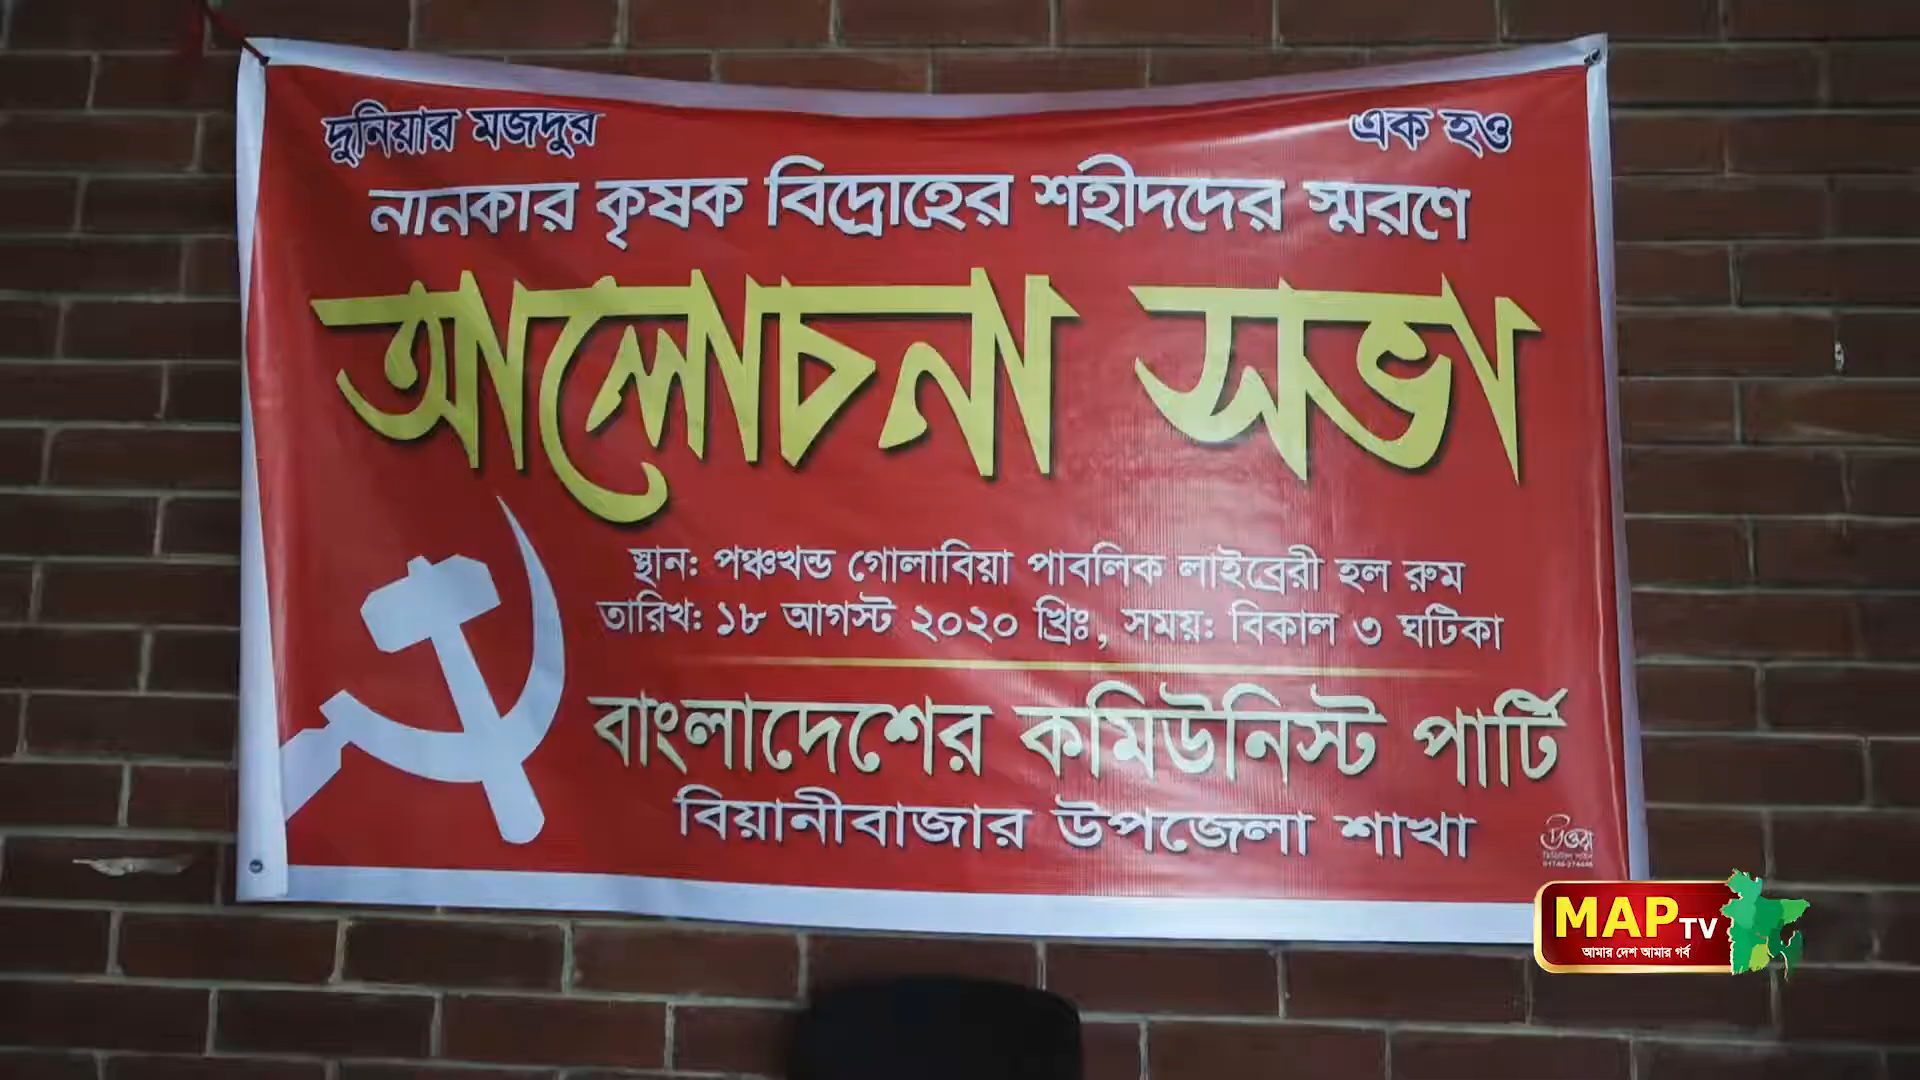 দুনিয়ার মজদুর এক হও
নানকার কৃষক বিদ্রোহের শহীদদের স্মরণে
আলোচনা সভা
স্থান: পঞ্চখন্ড গোলাবিয়া পাবলিক লাইব্রেরী হল রুম
তারিখ: ১৮ আগস্ট ২০২০ খ্রিঃ, সময়: বিকাল ৩ ঘটিকা
বাংলাদেশের কমিউনিস্ট পার্টি
বিয়ানীবাজার উপজেলা শাখা
MAP TV
আমার দেশ আমার গর্ব